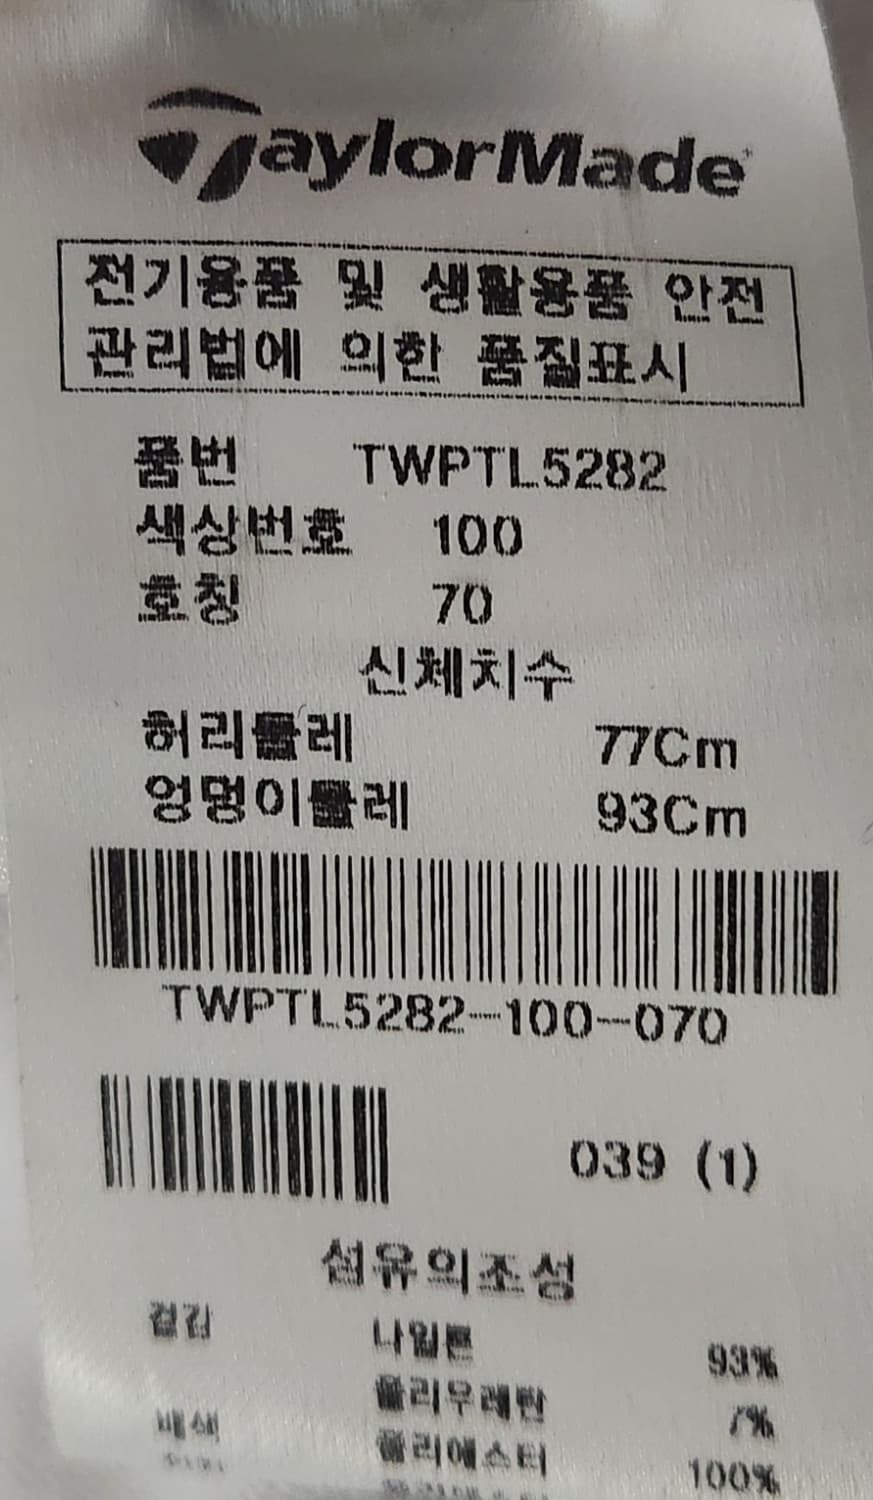 TaylorMade
전기용품 및 생활용품 안전
관리법에 의한 품질표시
품번 TWPTL5282
색상번호 100
호칭 70
신체치수
허리둘레 77Cm
엉덩이둘레 93Cm
TWPTL5282-100-070
039 (1)
섬유의조성
겉감 나일론 93%
폴리우레탄 7%
배색 폴리에스터 100%